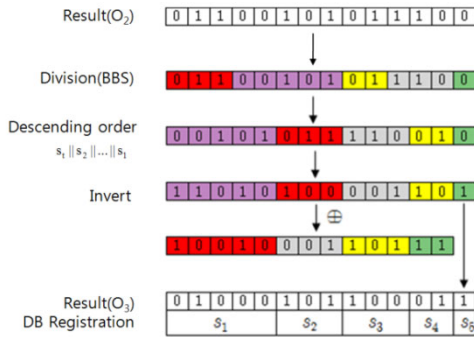 Result(O₂) 0 1 1 0 0 1 0 1 0 1 1 1 0 0
Division(BBS) 0 1 1 0 0 1 0 1 0 1 1 1 0 0
Descending order 0 0 1 0 1 0 1 1 1 1 0 0 1 0
s₁ || s₂ || ... || s₁
Invert 1 1 0 1 0 1 0 0 0 0 1 1 0 1
⊕
1 0 0 1 0 0 0 1 1 0 1 1 1
Result(O₃) 0 1 0 0 0 1 0 1 1 0 1 0 1 1
DB Registration s₁ s₂ s₃ s₄ s₅